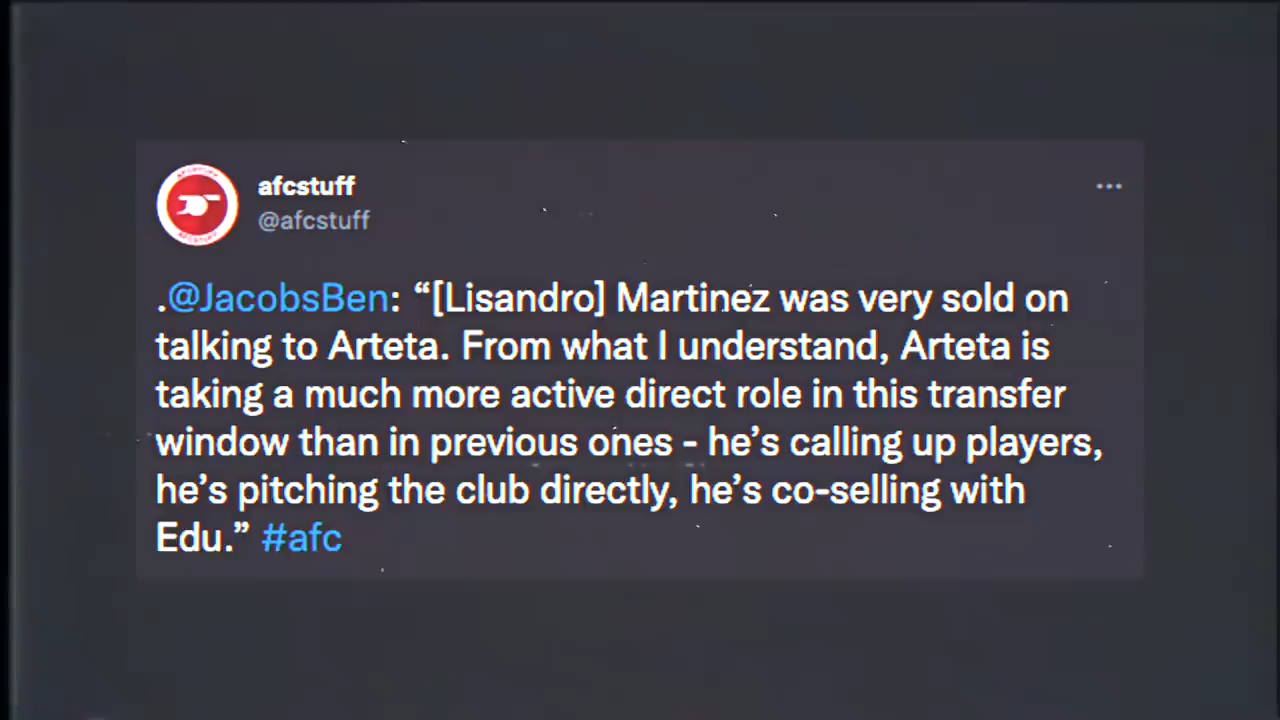 afcstuff
@afcstuff
.@JacobsBen: “[Lisandro] Martinez was very sold on
talking to Arteta. From what I understand, Arteta is
taking a much more active direct role in this transfer
window than in previous ones - he’s calling up players,
he’s pitching the club directly, he’s co-selling with
Edu.” #afc